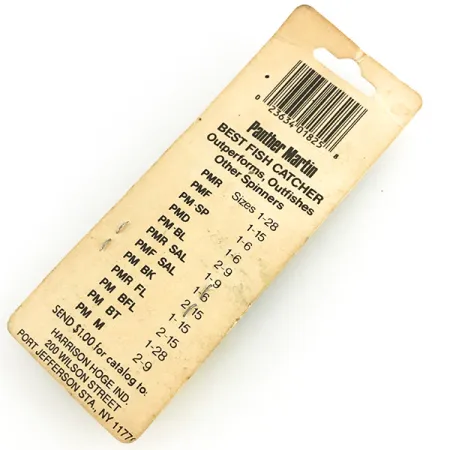 0 23654 01825 8
Panther Martin
BEST FISH CATCHER
Outperforms, Outfishes
Other Spinners
PMR Sizes 1-28
PMF 1-15
PM SP 1-6
PMD 1-6
PM BL 2-9
PMR SAL 1-9
PMF SAL 1-6
PM BK 2-15
PMR FL 1-15
PM BFL 2-15
PM BT 1-28
PM M 2-9
SEND $1.00 for catalog to:
HARRISON HOGE IND.
200 WILSON STREET
PORT JEFFERSON STA., NY